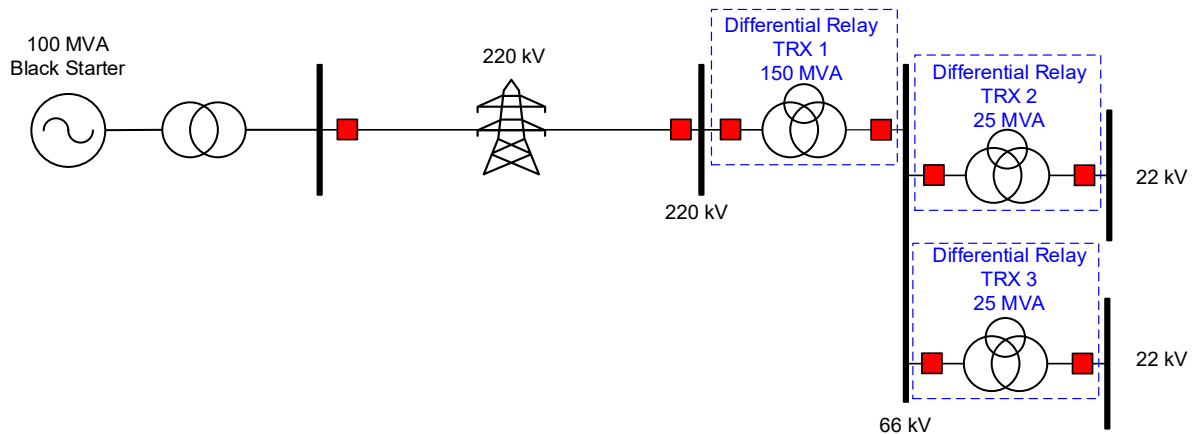 100 MVA
Black Starter
220 kV
220 kV
Differential Relay
TRX 1
150 MVA
Differential Relay
TRX 2
25 MVA
22 kV
Differential Relay
TRX 3
25 MVA
22 kV
66 kV